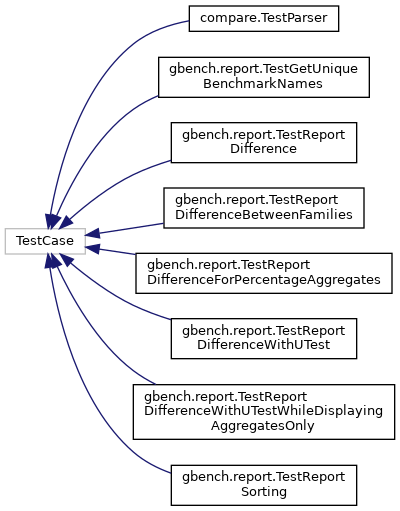 compare.TestParser
gbench.report.TestGetUnique
BenchmarkNames
gbench.report.TestReport
Difference
gbench.report.TestReport
DifferenceBetweenFamilies
TestCase
gbench.report.TestReport
DifferenceForPercentageAggregates
gbench.report.TestReport
DifferenceWithUTest
gbench.report.TestReport
DifferenceWithUTestWhileDisplaying
AggregatesOnly
gbench.report.TestReport
Sorting